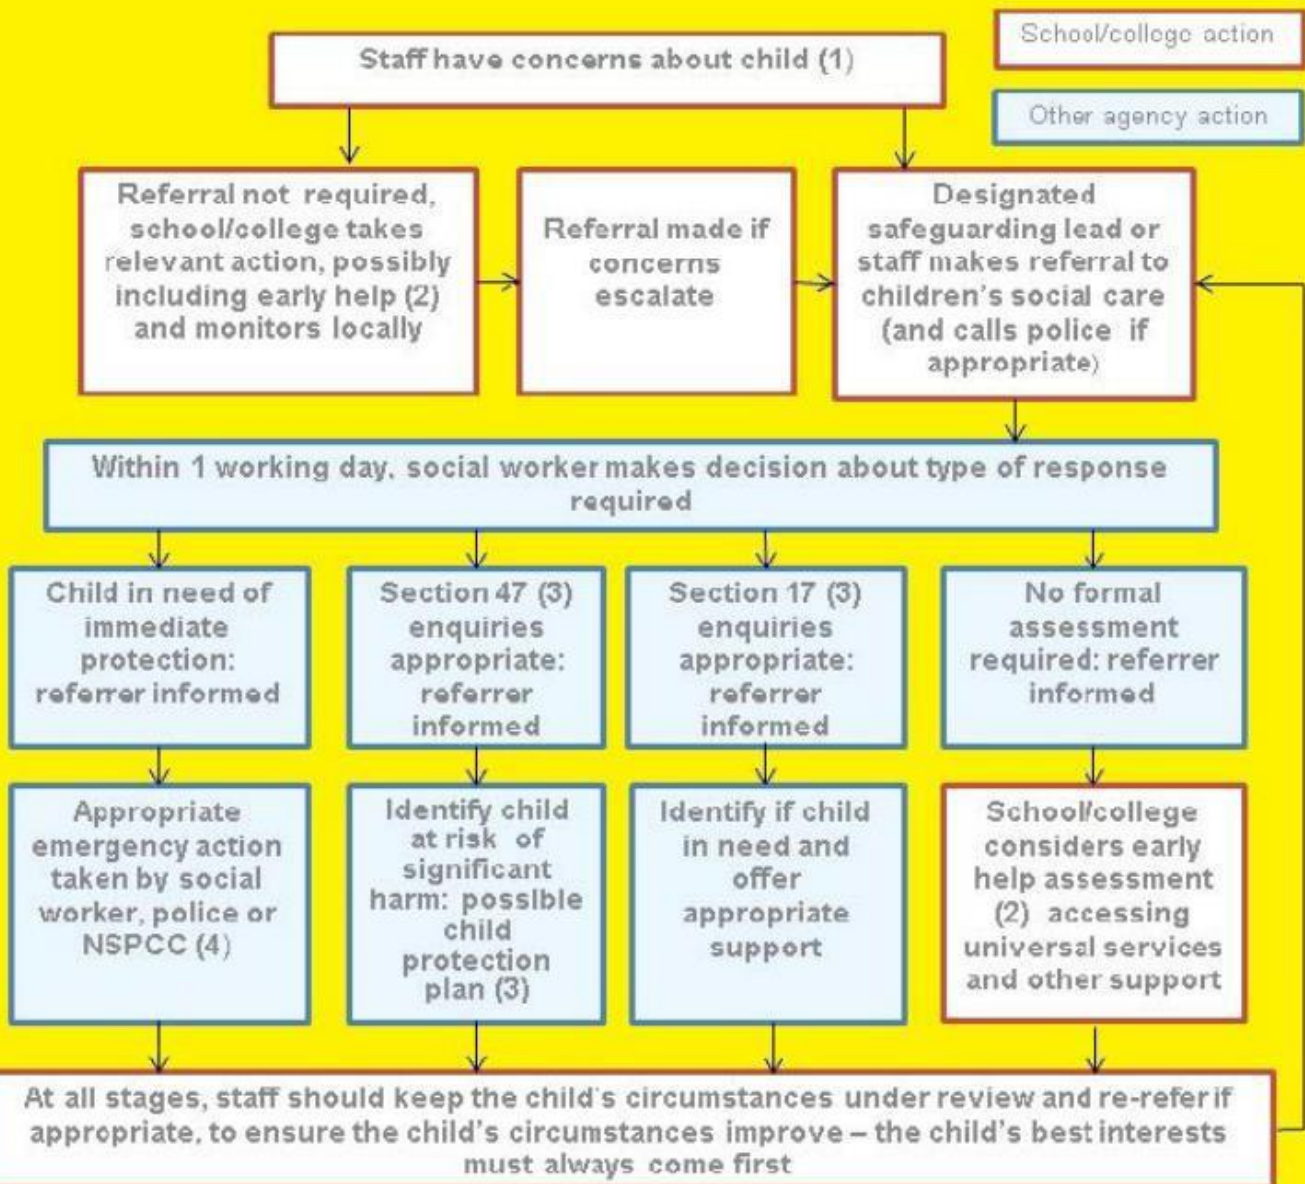 School/college action
Other agency action
Staff have concerns about child (1)
Referral not required,
school/college takes
relevant action, possibly
including early help (2)
and monitors locally
Referral made if
concerns
escalate
Designated
safeguarding lead or
staff makes referral to
children's social care
(and calls police if
appropriate)
Within 1 working day, social worker makes decision about type of response
required
Child in need of
immediate
protection:
referrer informed
Section 47 (3)
enquiries
appropriate:
referrer
informed
Section 17 (3)
enquiries
appropriate:
referrer
informed
No formal
assessment
required: referrer
informed
Appropriate
emergency action
taken by social
worker, police or
NSPCC (4)
Identify child
at risk of
significant
harm: possible
child
protection
plan (3)
Identify if child
in need and
offer
appropriate
support
School/college
considers early
help assessment
(2) accessing
universal services
and other support
At all stages, staff should keep the child's circumstances under review and re-refer if
appropriate, to ensure the child's circumstances improve – the child's best interests
must always come first